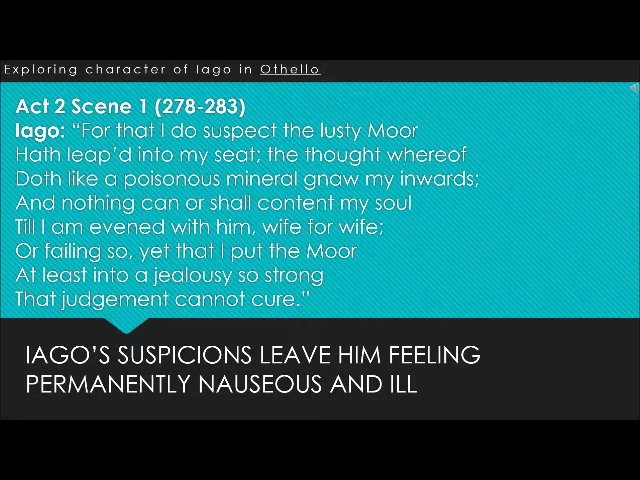 Exploring character of Iago in Othello
Act 2 Scene 1 (278-283)
Iago: “For that I do suspect the lusty Moor
Hath leap’d into my seat; the thought whereof
Doth like a poisonous mineral gnaw my inwards;
And nothing can or shall content my soul
Till I am evened with him, wife for wife;
Or failing so, yet that I put the Moor
At least into a jealousy so strong
That judgement cannot cure.”
IAGO’S SUSPICIONS LEAVE HIM FEELING
PERMANENTLY NAUSEOUS AND ILL